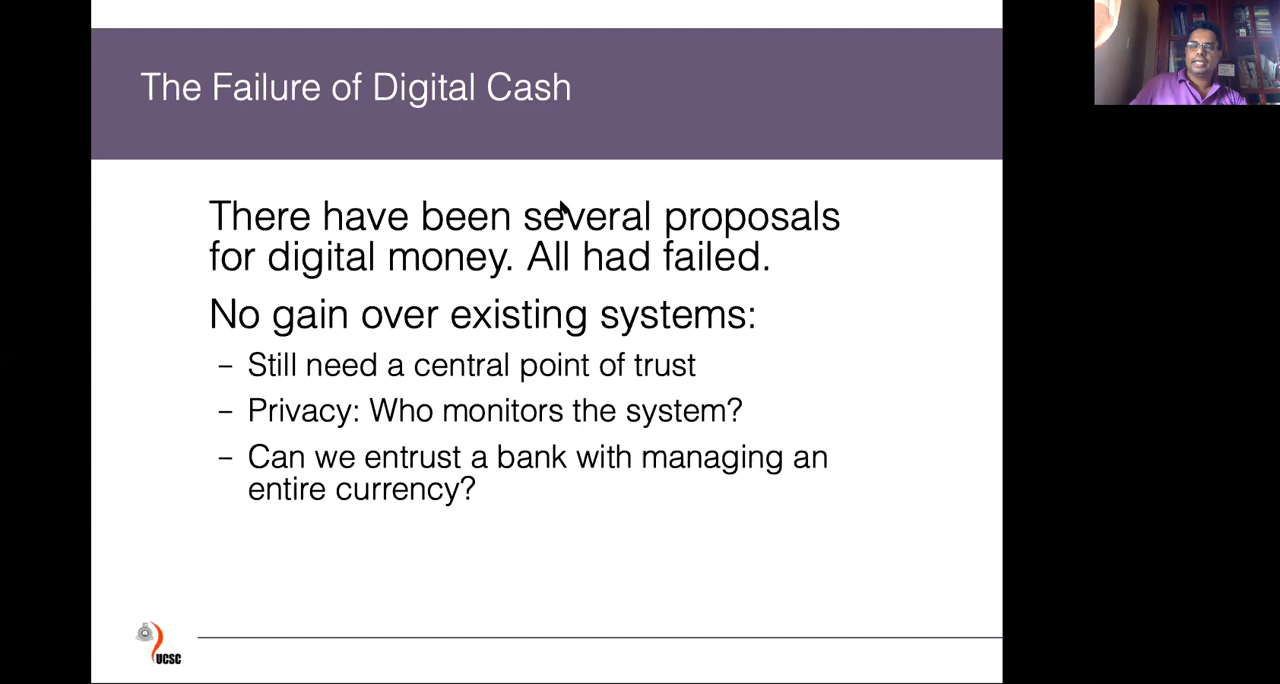 The Failure of Digital Cash
There have been several proposals
for digital money. All had failed.
No gain over existing systems:
– Still need a central point of trust
– Privacy: Who monitors the system?
– Can we entrust a bank with managing an
entire currency?
UCSC